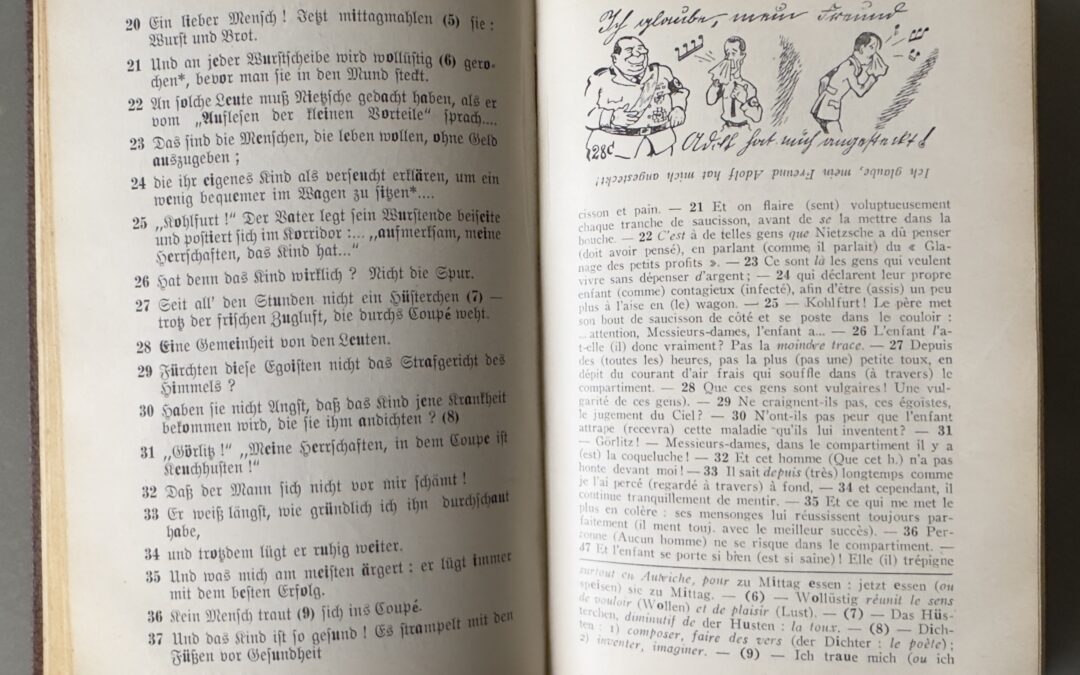 20 Ein lieber Mensch! Jetzt mittagmahlen (5) sie:
Wurst und Brot.
21 Und an jeder Wurstscheibe wird wollüstig (6) gero-
chen*, bevor man sie in den Mund steckt.
22 An solche Leute muß Nietzsche gedacht haben, als er
vom „Auflesen der kleinen Vorteile" sprach....
23 Das sind die Menschen, die leben wollen, ohne Geld
auszugeben;
24 die ihr eigenes Kind als verseucht erklären, um ein
wenig bequemer im Wagen zu sitzen*....
25 „Kohlfurt!" Der Vater legt sein Wurstende beiseite
und postiert sich im Korridor:... „aufmerksam, meine
Herrschaften, das Kind hat..."
26 Hat denn das Kind wirklich? Nicht die Spur.
27 Seit all' den Stunden nicht ein Hüsterchen (7) —
trotz der frischen Zugluft, die durchs Coupé weht.
28 Eine Gemeinheit von den Leuten.
29 Fürchten diese Egoisten nicht das Strafgericht des
Himmels?
30 Haben sie nicht Angst, daß das Kind jene Krankheit
bekommen wird, die sie ihm andichten? (8)
31 „Görlitz!" „Meine Herrschaften, in dem Coupe ist
Keuchhusten!"
32 Daß der Mann sich nicht vor mir schämt!
33 Er weiß längst, wie gründlich ich ihn durchschaut
habe,
34 und trotzdem lügt er ruhig weiter.
35 Und was mich am meisten ärgert: er lügt immer
mit dem besten Erfolg.
36 Kein Mensch traut (9) sich ins Coupé.
37 Und das Kind ist so gesund! Es strampelt mit den
Füßen vor Gesundheit
Ich glaube, mein Freund
Adolf hat mich angesteckt!
28c
Ich glaube, mein Freund Adolf hat mich angesteckt!
cisson et pain. — 21 Et on flaire (sent) voluptueusement
chaque tranche de saucisson, avant de se la mettre dans la
bouche. — 22 C'est à de telles gens que Nietzsche a dû penser
(doit avoir pensé), en parlant (comme il parlait) du « Gla-
nage des petits profits ». — 23 Ce sont là les gens qui veulent
vivre sans dépenser d'argent; — 24 qui déclarent leur propre
enfant (comme) contagieux (infecté), afin d'être (assis) un peu
plus à l'aise en (le) wagon. — 25 — Kohlfurt! Le père met
son bout de saucisson de côté et se poste dans le couloir :
... attention, Messieurs-dames, l'enfant a... — 26 L'enfant l'a-
t-elle (il) donc vraiment? Pas la moindre trace. — 27 Depuis
des (toutes les) heures, pas la plus (pas une) petite toux, en
dépit du courant d'air frais qui souffle dans (à travers) le
compartiment. — 28 Que ces gens sont vulgaires! Une vul-
garité de ces gens). — 29 Ne craignent-ils pas, ces égoïstes,
le jugement du Ciel? — 30 N'ont-ils pas peur que l'enfant
attrape (recevra) cette maladie qu'ils lui inventent? — 31
— Görlitz! — Messieurs-dames, dans le compartiment il y a
(est) la coqueluche! — 32 Et cet homme (Que cet h.) n'a pas
honte devant moi! — 33 Il sait depuis (très) longtemps comme
je l'ai percé (regardé à travers) à fond, — 34 et cependant, il
continue tranquillement de mentir. — 35 Et ce qui me met le
plus en colère : ses mensonges lui réussissent toujours par-
faitement (il ment touj. avec le meilleur succès). — 36 Per-
sonne (Aucun homme) ne se risque dans le compartiment. —
47 Et l'enfant se porte si bien (est si saine)! Elle (il) trépigne
surtout en Autriche, pour zu Mittag essen : jetzt essen (ou
speisen) sie zu Mittag. — (6) — Wollüstig réunit le sens
de vouloir (Wollen) et de plaisir (Lust). — (7) — Das Hüs-
terchen, diminutif de der Husten : la toux. — (8) — Dich-
ten : 1) composer, faire des vers (der Dichter : le poète);
2) inventer, imaginer. — (9) — Ich traue mich (ou ich